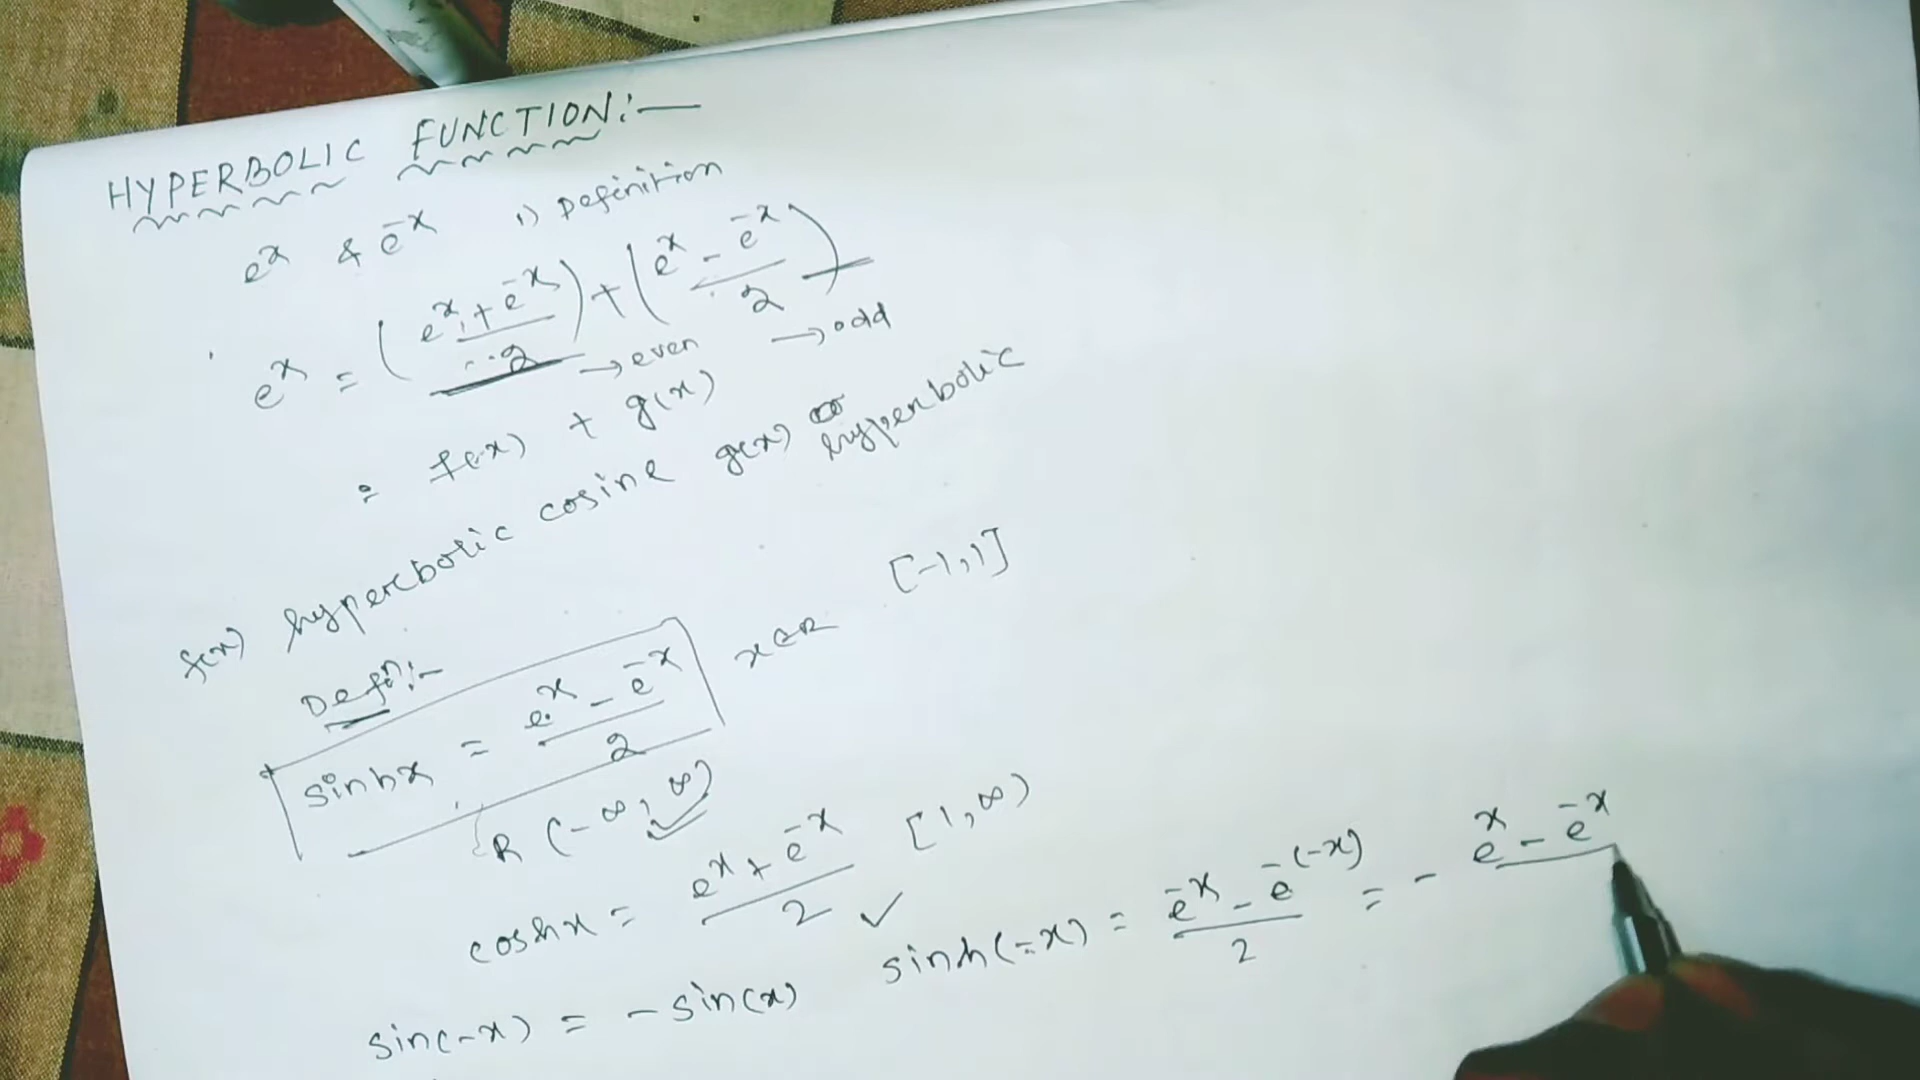 HYPERBOLIC FUNCTION:—
e^x & e^-x 1) Definition
e^x = (e^x + e^-x / 2) + (e^x - e^-x / 2)
→ even → odd
= f(x) + g(x)
f(x) hyperbolic cosine g(x) hyperbolic
Defn:- [-1,1]
sinhx = e^x - e^-x / 2 x∈R
R (-∞, ∞)
coshx = e^x + e^-x / 2 [1,∞) ✓
sin(-x) = -sin(x) sinh(-x) = e^-x - e^-(-x) / 2 = - e^x - e^-x